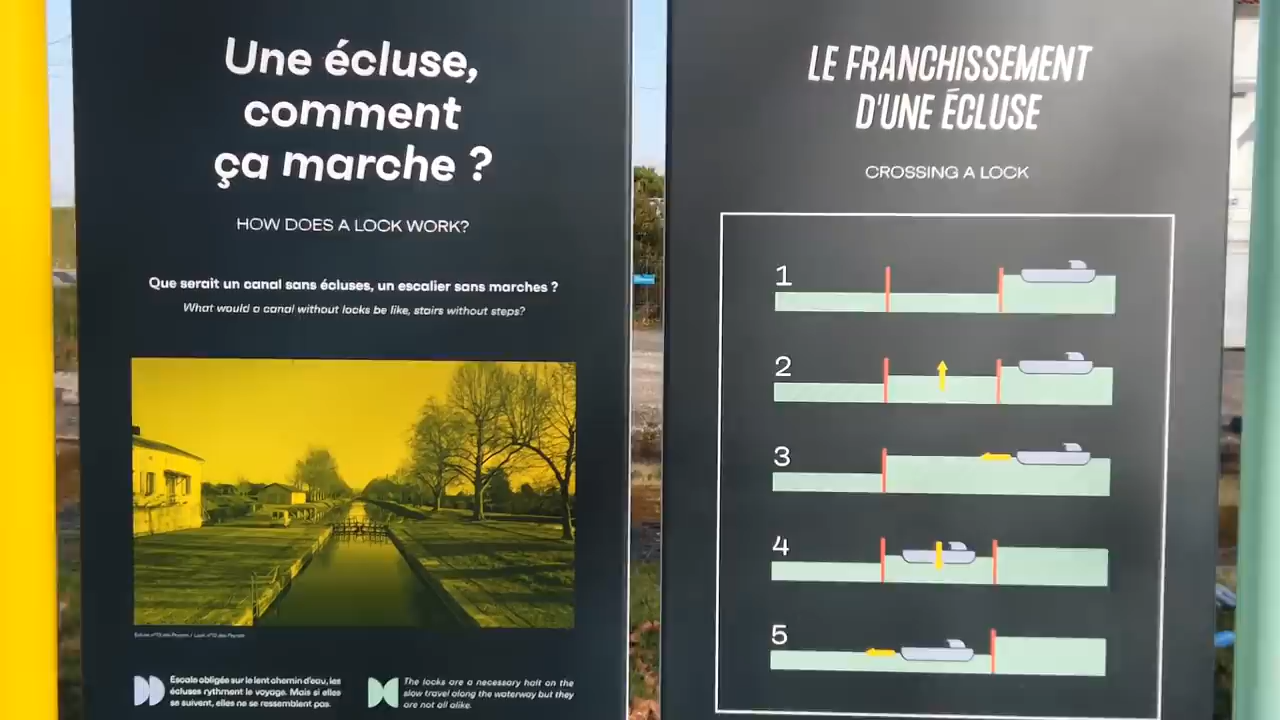 Une écluse,
comment
ça marche ?
HOW DOES A LOCK WORK?
Que serait un canal sans écluses, un escalier sans marches ?
What would a canal without locks be like, stairs without steps?
Escale obligée sur le lent chemin d'eau, les
écluses rythment le voyage. Mais si elles
se suivent, elles ne se ressemblent pas.
The locks are a necessary halt on the
slow travel along the waterway but they
are not all alike.
LE FRANCHISSEMENT
D'UNE ÉCLUSE
CROSSING A LOCK
1
2
3
4
5